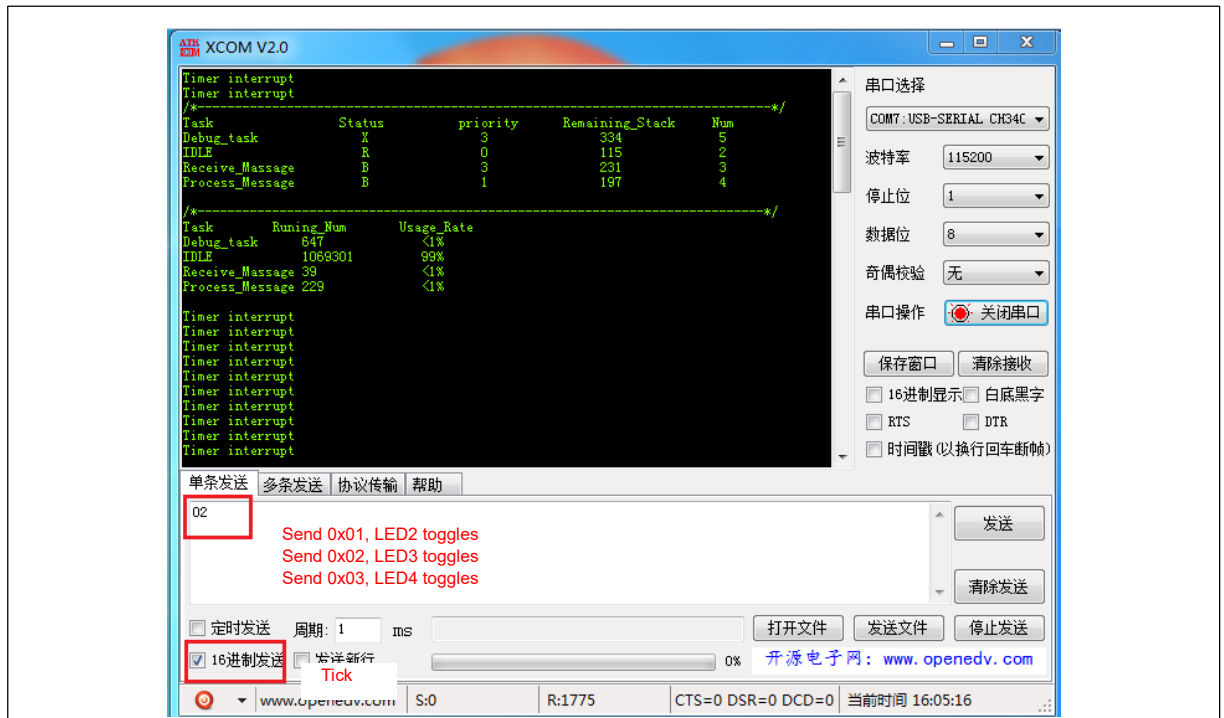 ATK XCOM XCOM V2.0
Timer interrupt
Timer interrupt
/*---------------------------------------------------------------------------*/
Task Status priority Remaining_Stack Num
Debug_task X 3 334 5
IDLE R 0 115 2
Receive_Massage B 3 231 3
Process_Message B 1 197 4
/*--------------------------------------------------------------------------*/
Task Runing_Num Usage_Rate
Debug_task 647 <1%
IDLE 1069301 99%
Receive_Massage 39 <1%
Process_Message 229 <1%
Timer interrupt
Timer interrupt
Timer interrupt
Timer interrupt
Timer interrupt
Timer interrupt
Timer interrupt
Timer interrupt
Timer interrupt
Timer interrupt
串口选择
COM7:USB-SERIAL CH34C
波特率 115200
停止位 1
数据位 8
奇偶校验 无
串口操作 关闭串口
保存窗口 清除接收
16进制显示 白底黑字
RTS DTR
时间戳(以换行回车断帧)
单条发送 多条发送 协议传输 帮助
02
Send 0x01, LED2 toggles
Send 0x02, LED3 toggles
Send 0x03, LED4 toggles
发送
清除发送
定时发送 周期: 1 ms 打开文件 发送文件 停止发送
16进制发送 发送新行 0% 开源电子网: www.openedv.com
Tick
www.openedv.com S:0 R:1775 CTS=0 DSR=0 DCD=0 当前时间 16:05:16